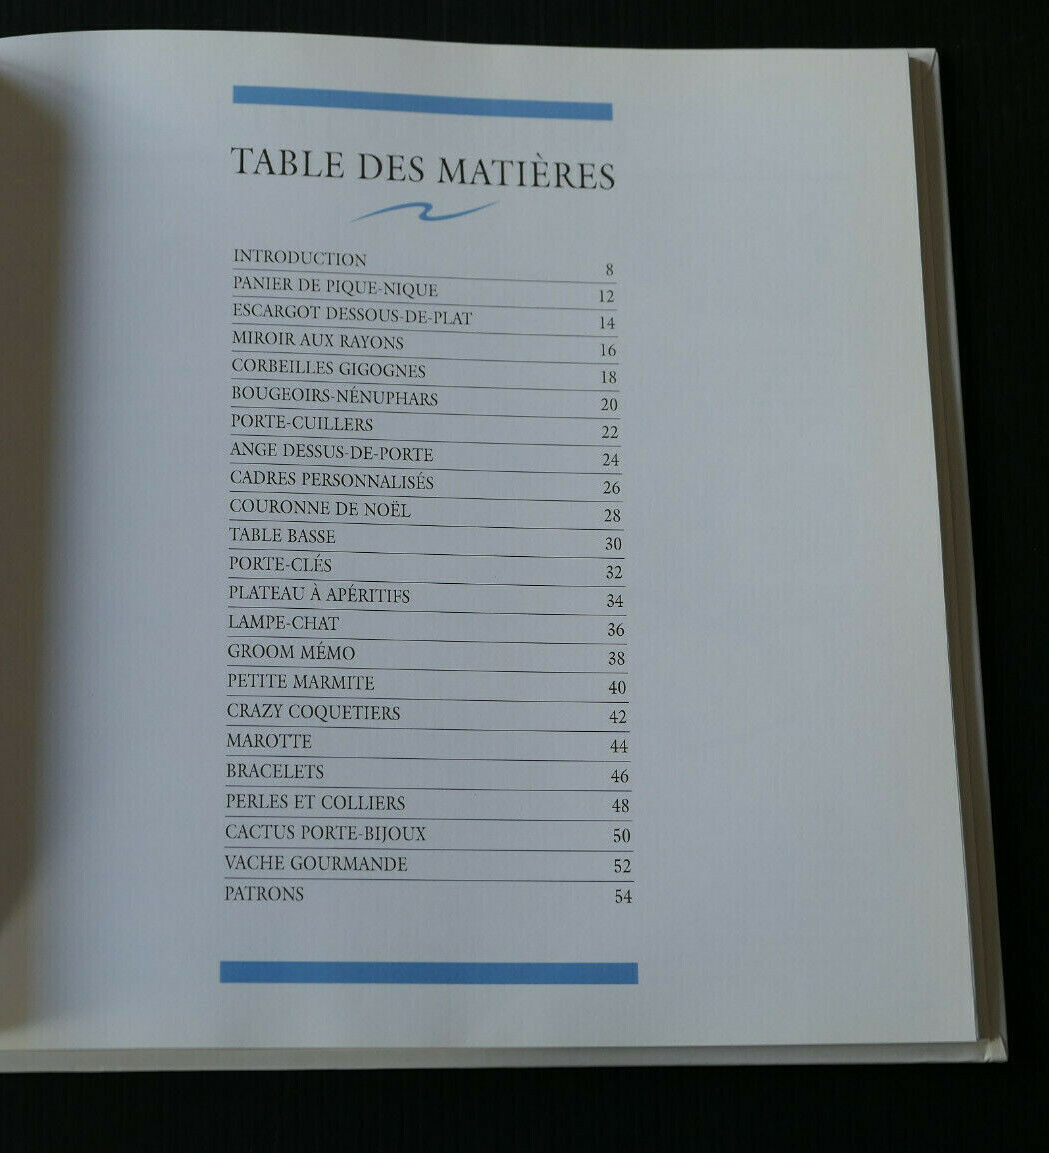 TABLE DES MATIÈRES
INTRODUCTION 8
PANIER DE PIQUE-NIQUE 12
ESCARGOT DESSOUS-DE-PLAT 14
MIROIR AUX RAYONS 16
CORBEILLES GIGOGNES 18
BOUGEOIRS-NÉNUPHARS 20
PORTE-CUILLERS 22
ANGE DESSUS-DE-PORTE 24
CADRES PERSONNALISÉS 26
COURONNE DE NOËL 28
TABLE BASSE 30
PORTE-CLÉS 32
PLATEAU À APÉRITIFS 34
LAMPE-CHAT 36
GROOM MÉMO 38
PETITE MARMITE 40
CRAZY COQUETIERS 42
MAROTTE 44
BRACELETS 46
PERLES ET COLLIERS 48
CACTUS PORTE-BIJOUX 50
VACHE GOURMANDE 52
PATRONS 54